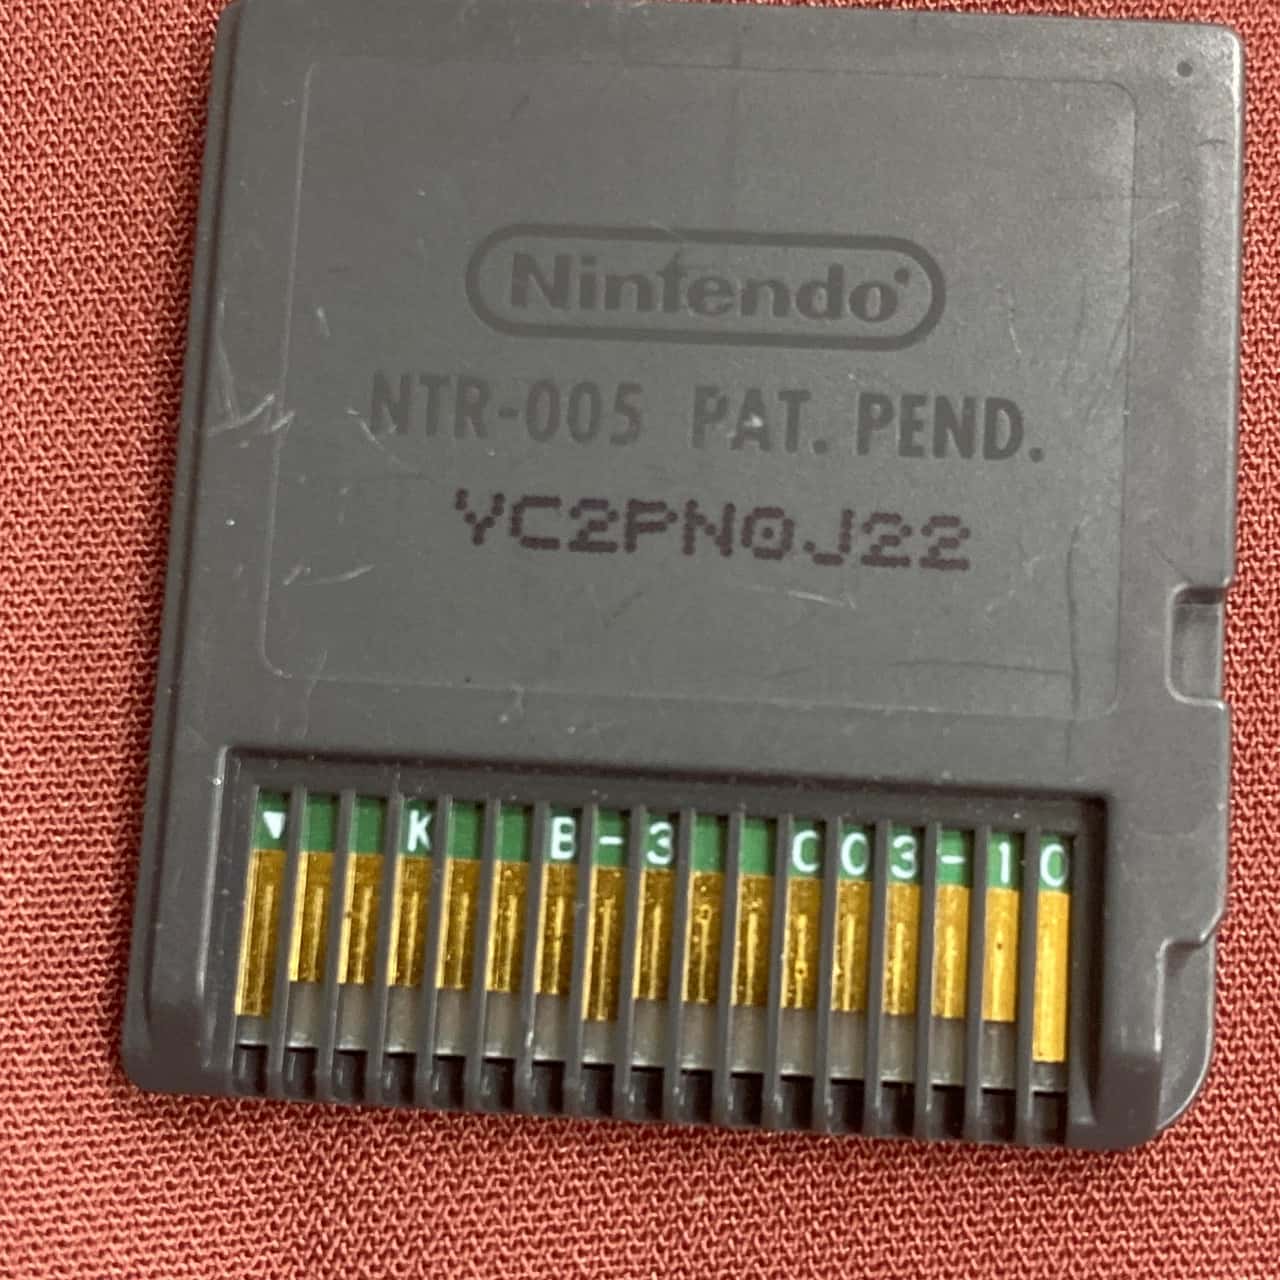 Nintendo
NTR-005 PAT. PEND.
YC2PN0J22
K B-3 C03-10